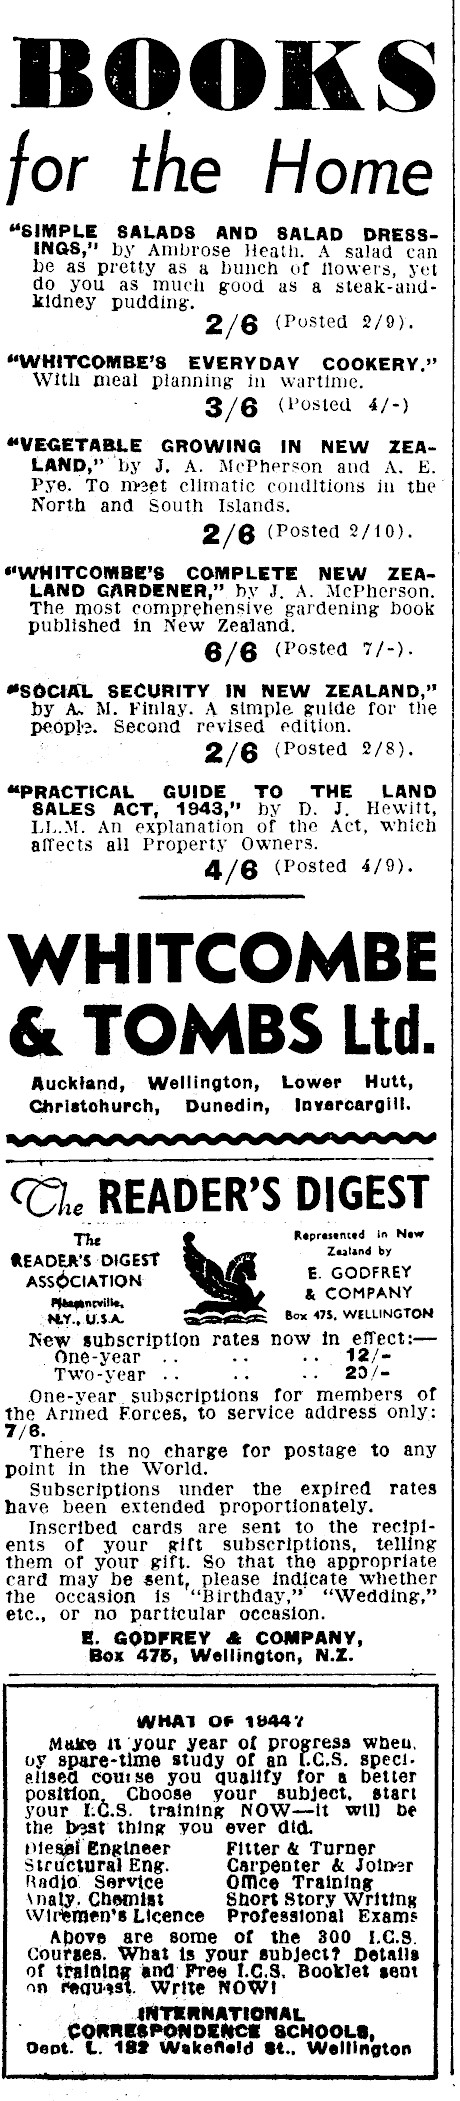 BOOKS
for the Home
"SIMPLE SALADS AND SALAD DRESS-
INGS," by Ambrose Heath. A salad can
be as pretty as a bunch of flowers, yet
do you as much good as a steak-and-
kidney pudding.
2/6 (Posted 2/9).
"WHITCOMBE'S EVERYDAY COOKERY."
With meal planning in wartime.
3/6 (Posted 4/-)
"VEGETABLE GROWING IN NEW ZEA-
LAND," by J. A. McPherson and A. E.
Pye. To meet climatic conditions in the
North and South Islands.
2/6 (Posted 2/10).
"WHITCOMBE'S COMPLETE NEW ZEA-
LAND GARDENER," by J. A. McPherson.
The most comprehensive gardening book
published in New Zealand.
6/6 (Posted 7/-).
"SOCIAL SECURITY IN NEW ZEALAND,"
by A. M. Finlay. A simple guide for the
people. Second revised edition.
2/6 (Posted 2/8).
"PRACTICAL GUIDE TO THE LAND
SALES ACT, 1943," by D. J. Hewitt,
LL.M. An explanation of the Act, which
affects all Property Owners.
4/6 (Posted 4/9).
WHITCOMBE
& TOMBS Ltd.
Auckland, Wellington, Lower Hutt,
Christchurch, Dunedin, Invercargill.
The READER'S DIGEST
The
READER'S DIGEST
ASSOCIATION
Pleasantville,
N.Y., U.S.A.
Represented in New
Zealand by
E. GODFREY
& COMPANY
Box 475, WELLINGTON
New subscription rates now in effect:—
One-year .. .. .. 12/-
Two-year .. .. .. 20/-
One-year subscriptions for members of
the Armed Forces, to service address only:
7/6.
There is no charge for postage to any
point in the World.
Subscriptions under the expired rates
have been extended proportionately.
Inscribed cards are sent to the recipi-
ents of your gift subscriptions, telling
them of your gift. So that the appropriate
card may be sent, please indicate whether
the occasion is "Birthday," "Wedding,"
etc., or no particular occasion.
E. GODFREY & COMPANY,
Box 475, Wellington, N.Z.
WHAT OF 1944?
Make it your year of progress when,
by spare-time study of an I.C.S. speci-
alised course you qualify for a better
position. Choose your subject, start
your I.C.S. training NOW—it will be
the best thing you ever did.
Diesel Engineer Fitter & Turner
Structural Eng. Carpenter & Joiner
Radio Service Office Training
Analy. Chemist Short Story Writing
Wiremen's Licence Professional Exams
Above are some of the 300 I.C.S.
Courses. What is your subject? Details
of training and Free I.C.S. Booklet sent
on request. Write NOW!
INTERNATIONAL
CORRESPONDENCE SCHOOLS,
Dept. L. 182 Wakefield St., Wellington